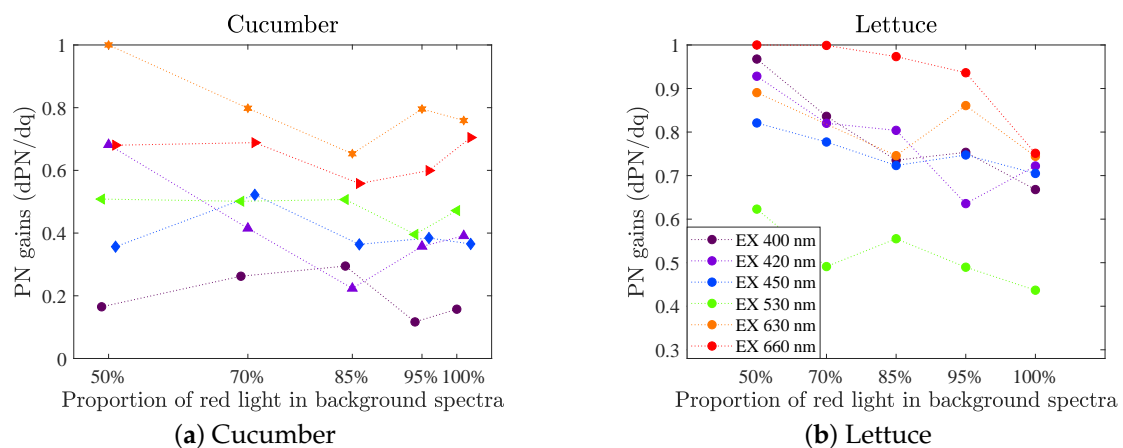 Cucumber
PN gains (dPN/dq)
1
0.8
0.6
0.4
0.2
0
50% 70% 85% 95% 100%
Proportion of red light in background spectra
(a) Cucumber
Lettuce
PN gains (dPN/dq)
1
0.9
0.8
0.7
0.6
0.5
0.4
0.3
EX 400 nm
EX 420 nm
EX 450 nm
EX 530 nm
EX 630 nm
EX 660 nm
50% 70% 85% 95% 100%
Proportion of red light in background spectra
(b) Lettuce